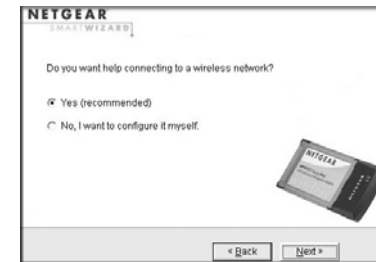 NETGEAR
SMARTWIZARD
Do you want help connecting to a wireless network?
Yes (recommended)
No, I want to configure it myself.
NETGEAR
< Back
Next >